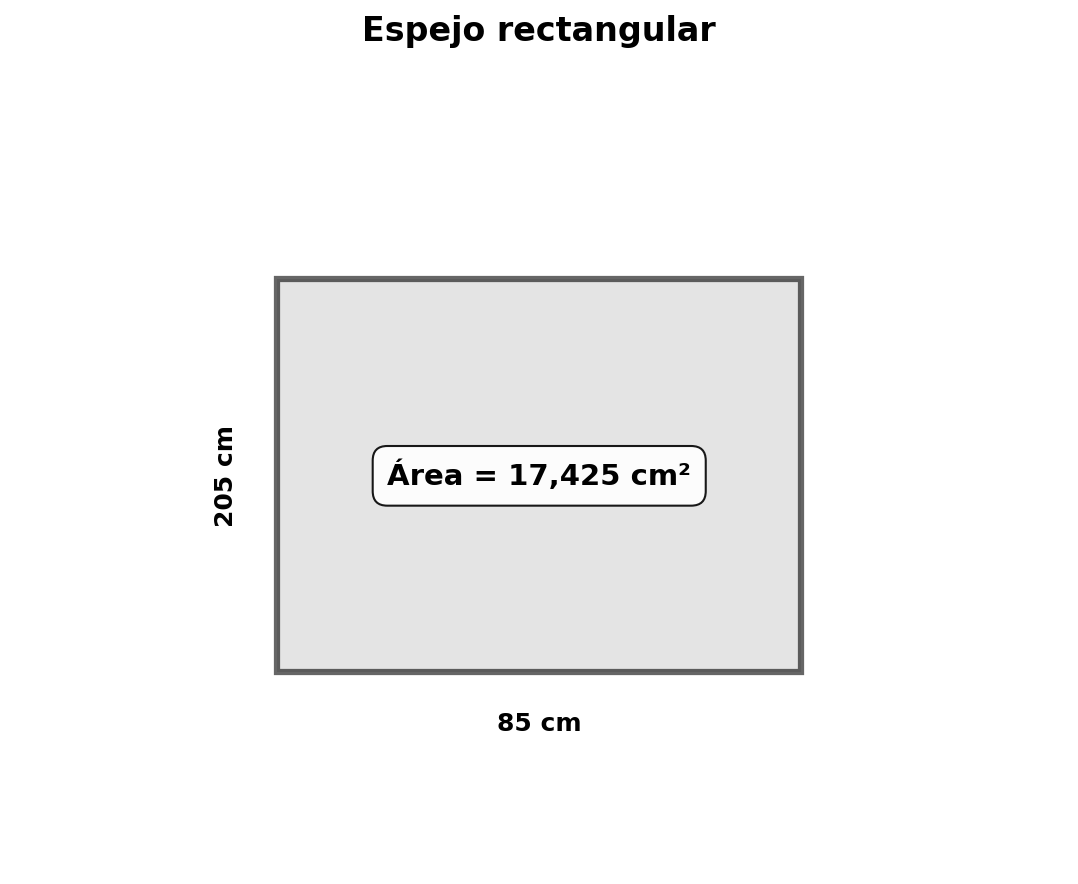 Espejo rectangular
205 cm
Área = 17,425 cm²
85 cm